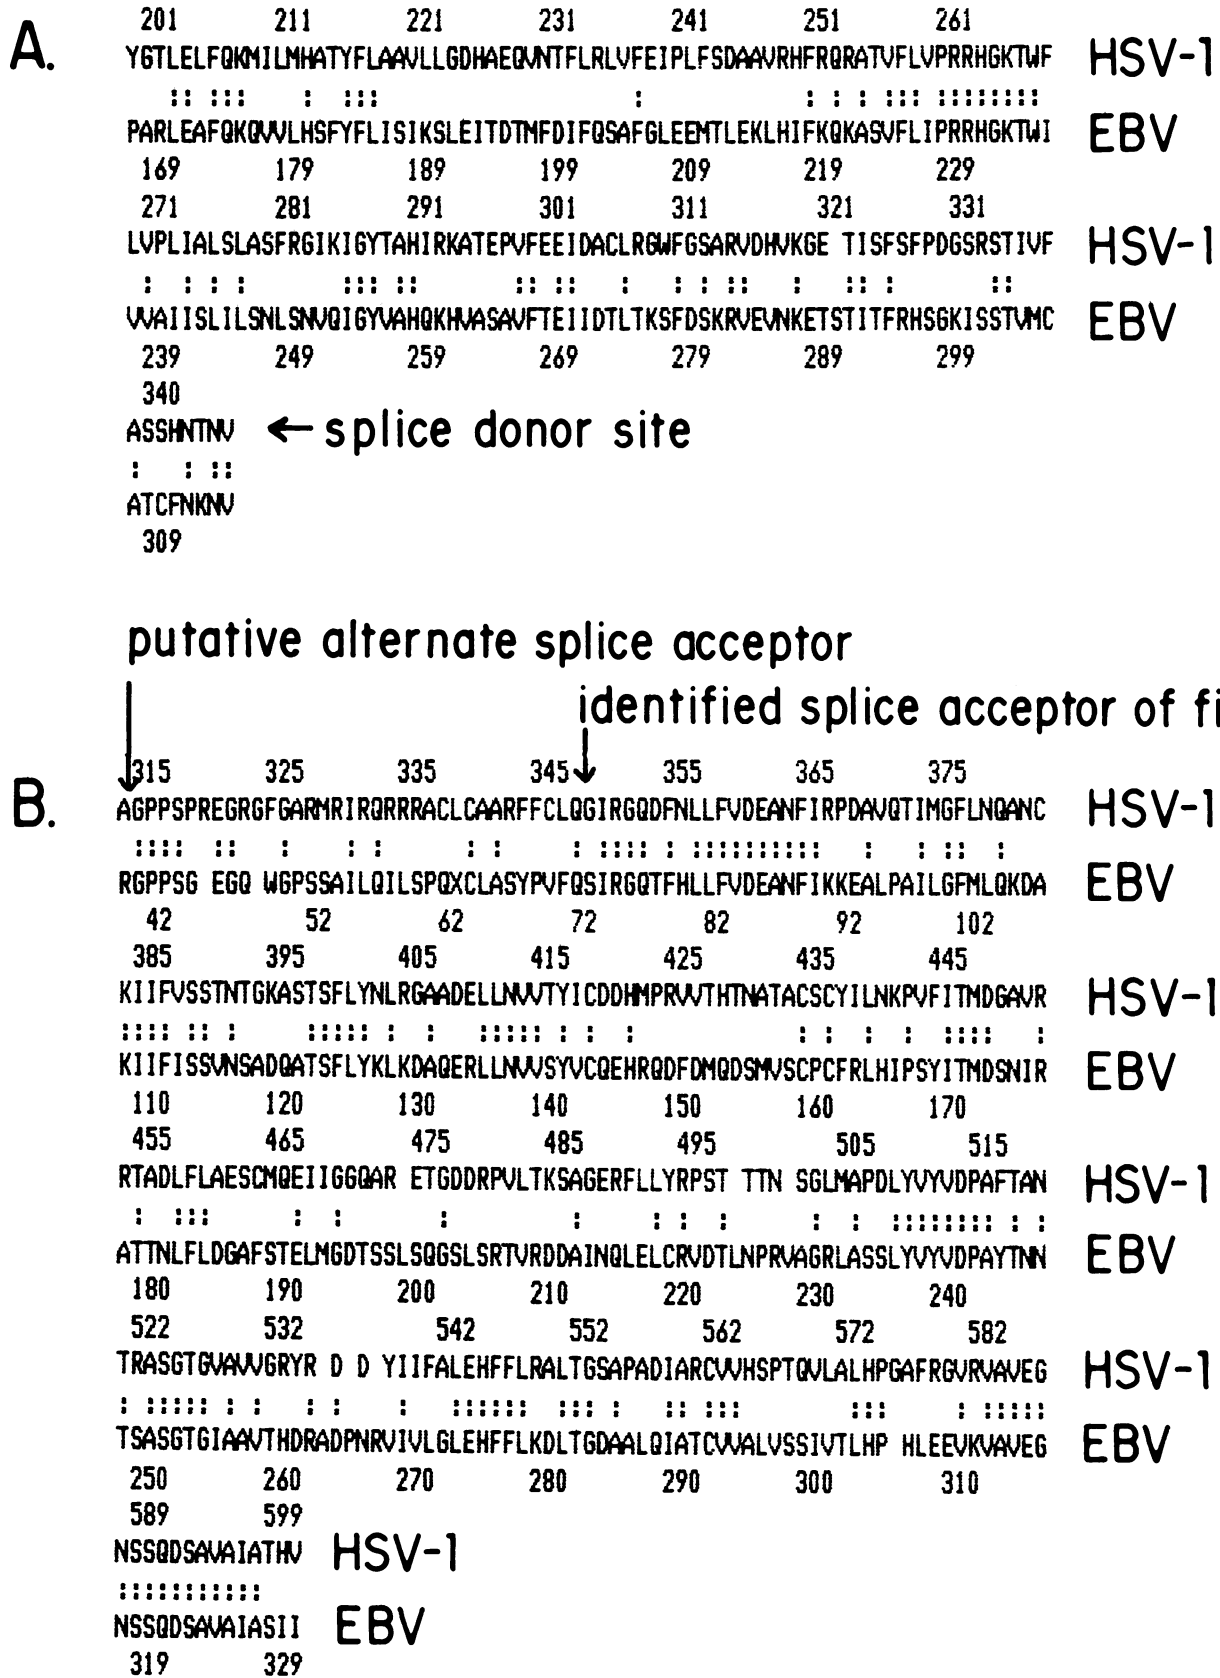 A.
201 211 221 231 241 251 261
YGTLELFQKMILMHATYFLAAVLLGDHAEQVNTFLRLVFEIPLFSDAAVRHFRQRATVFLVPRRHGKTWF HSV-1
:: ::: : ::: : : : : ::: ::::::::
PARLEAFQKQVVLHSFYFLISIKSLEITDTMFDIFQSAFGLEEMTLEKLHIFKQKASVFLIPRRHGKTWI EBV
169 179 189 199 209 219 229
271 281 291 301 311 321 331
LVPLIALSLASFRGIKIGYTAHIRKATEPVFEEIDACLRGWFGSARVDHVKGE TISFSFPDGSRSTIVF HSV-1
: : : : ::: :: :: :: : : : :: : :: : ::
VVAIISLILSNLSNVQIGYVAHQKHVASAVFTEIIDTLTKSFDSKRVEVNKETSTITFRHSGKISSTVMC EBV
239 249 259 269 279 289 299
340
ASSHNTNV ← splice donor site
: : ::
ATCFNKNV
309
putative alternate splice acceptor
identified splice acceptor of fi
B.
315 325 335 345 355 365 375
AGPPSPREGRGFGARMRIRQRRRACLCAARFFCLQGIRGQDFNLLFVDEANFIRPDAVQTIMGFLNQANC HSV-1
:::: :: : : : : : : :::: : :::::::::: : : :: :
RGPPSG EGQ WGPSSAILQILSPQXCLASYPVFQSIRGQTFHLLFVDEANFIKKEALPAILGFMLQKDA EBV
42 52 62 72 82 92 102
385 395 405 415 425 435 445
KIIFVSSTNTGKASTSFLYNLRGAADELLNVVTYICDDHMPRVVTHTNATACSCYILNKPVFITMDGAVR HSV-1
:::: :: : ::::: : : ::::: : : : : : : : :::: :
KIIFISSVNSADQATSFLYKLKDAQERLLNVVSYVCQEHRQDFDMQDSMVSCPCFRLHIPSYITMDSNIR EBV
110 120 130 140 150 160 170
455 465 475 485 495 505 515
RTADLFLAESCMQEIIGGQAR ETGDDRPVLTKSAGERFLLYRPST TTN SGLMAPDLYVYVDPAFTAN HSV-1
: ::: : : : : : : : : : :::::::: : :
ATTNLFLDGAFSTELMGDTSSLSQGSLSRTVRDDAINQLELCRVDTLNPRVAGRLASSLYVYVDPAYTNN EBV
180 190 200 210 220 230 240
522 532 542 552 562 572 582
TRASGTGVAVVGRYR D D YIIFALEHFFLRALTGSAPADIARCVVHSPTQVLALHPGAFRGVRVAVEG HSV-1
: ::::: : : : : : :::::: ::: : :: ::: ::: : :::::
TSASGTGIAAVTHDRADPNRVIVLGLEHFFLKDLTGDAALQIATCVVALVSSIVTLHP HLEEVKVAVEG EBV
250 260 270 280 290 300 310
589 599
NSSQDSAVAIATHV HSV-1
:::::::::::
NSSQDSAVAIASII EBV
319 329